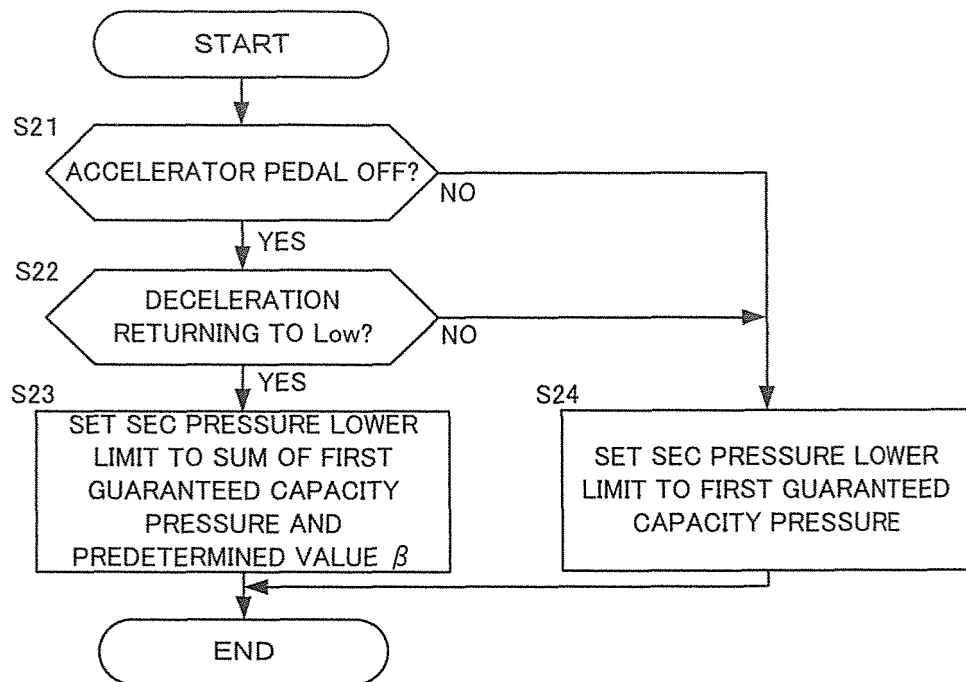 START
S21
ACCELERATOR PEDAL OFF?
NO
YES
S22
DECELERATION
RETURNING TO Low?
NO
YES
S23
SET SEC PRESSURE LOWER
LIMIT TO SUM OF FIRST
GUARANTEED CAPACITY
PRESSURE AND
PREDETERMINED VALUE β
S24
SET SEC PRESSURE LOWER
LIMIT TO FIRST GUARANTEED
CAPACITY PRESSURE
END